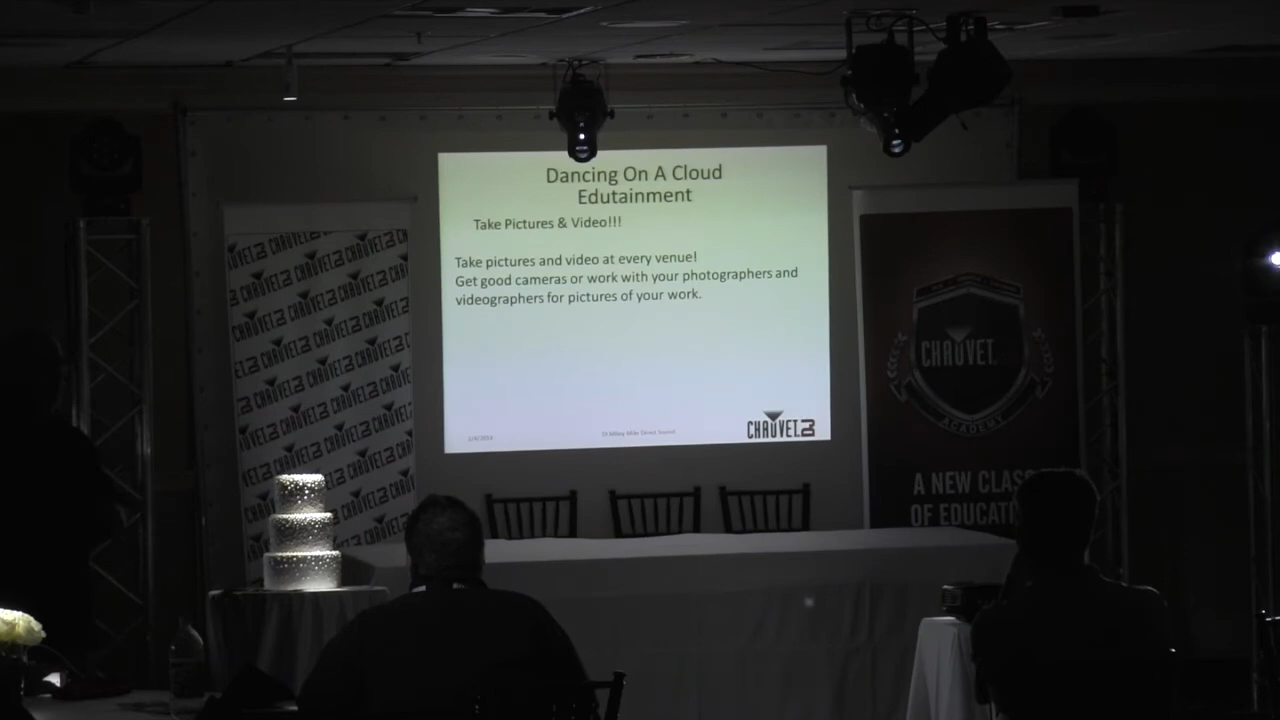 Dancing On A Cloud
Edutainment
Take Pictures & Video!!!
Take pictures and video at every venue!
Get good cameras or work with your photographers and
videographers for pictures of your work.
CHAUVET
CHAUVET
ACADEMY
A NEW CLASS
OF EDUCATI